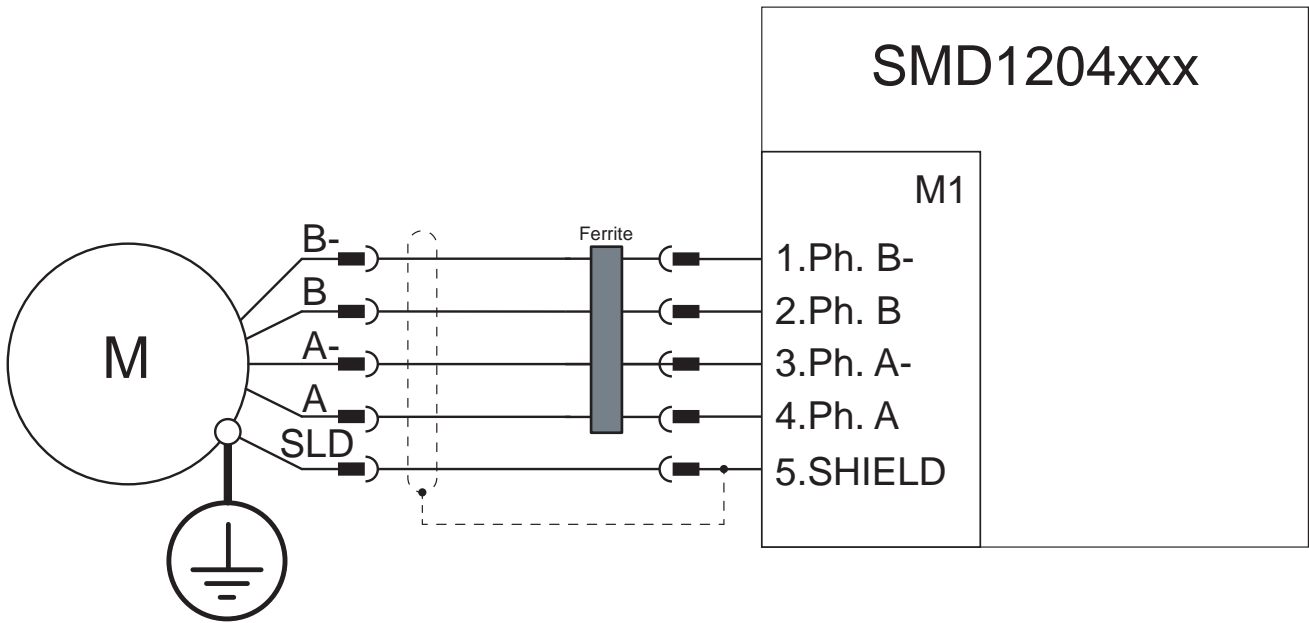 SMD1204xxx
M1
Ferrite
B-
1.Ph. B-
B
2.Ph. B
M
A-
3.Ph. A-
A
4.Ph. A
SLD
5.SHIELD